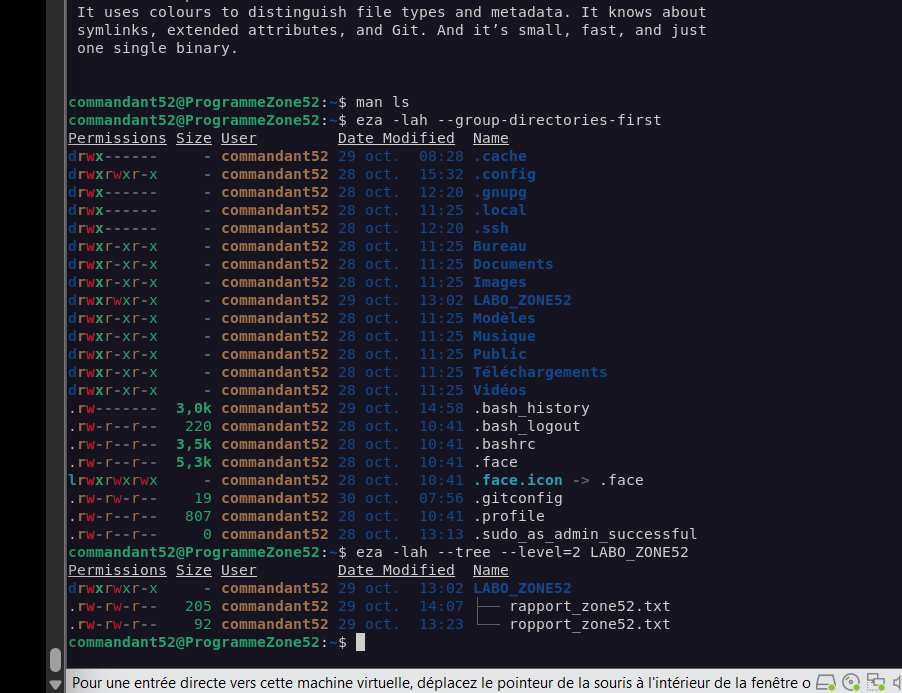 It uses colours to distinguish file types and metadata. It knows about
symlinks, extended attributes, and Git. And it’s small, fast, and just
one single binary.
commandant52@ProgrammeZone52:~$ man ls
commandant52@ProgrammeZone52:~$ eza -lah --group-directories-first
Permissions Size User         Date Modified  Name
drwx------     - commandant52 29 oct.  08:28 .cache
drwxrwxr-x     - commandant52 28 oct.  15:32 .config
drwx------     - commandant52 28 oct.  12:20 .gnupg
drwx------     - commandant52 28 oct.  11:25 .local
drwx------     - commandant52 28 oct.  12:20 .ssh
drwxr-xr-x     - commandant52 28 oct.  11:25 Bureau
drwxr-xr-x     - commandant52 28 oct.  11:25 Documents
drwxr-xr-x     - commandant52 28 oct.  11:25 Images
drwxrwxr-x     - commandant52 29 oct.  13:02 LABO_ZONE52
drwxr-xr-x     - commandant52 28 oct.  11:25 Modèles
drwxr-xr-x     - commandant52 28 oct.  11:25 Musique
drwxr-xr-x     - commandant52 28 oct.  11:25 Public
drwxr-xr-x     - commandant52 28 oct.  11:25 Téléchargements
drwxr-xr-x     - commandant52 28 oct.  11:25 Vidéos
.rw-------  3,0k commandant52 29 oct.  14:58 .bash_history
.rw-r--r--   220 commandant52 28 oct.  10:41 .bash_logout
.rw-r--r--  3,5k commandant52 28 oct.  10:41 .bashrc
.rw-r--r--  5,3k commandant52 28 oct.  10:41 .face
lrwxrwxrwx     - commandant52 28 oct.  10:41 .face.icon -> .face
.rw-rw-r--    19 commandant52 30 oct.  07:56 .gitconfig
.rw-r--r--   807 commandant52 28 oct.  10:41 .profile
.rw-r--r--     0 commandant52 28 oct.  13:13 .sudo_as_admin_successful
commandant52@ProgrammeZone52:~$ eza -lah --tree --level=2 LABO_ZONE52
Permissions Size User         Date Modified  Name
drwxrwxr-x     - commandant52 29 oct.  13:02 LABO_ZONE52
.rw-rw-r--   205 commandant52 29 oct.  14:07 ├── rapport_zone52.txt
.rw-rw-r--    92 commandant52 29 oct.  13:23 └── ropport_zone52.txt
commandant52@ProgrammeZone52:~$
Pour une entrée directe vers cette machine virtuelle, déplacez le pointeur de la souris à l'intérieur de la fenêtre o